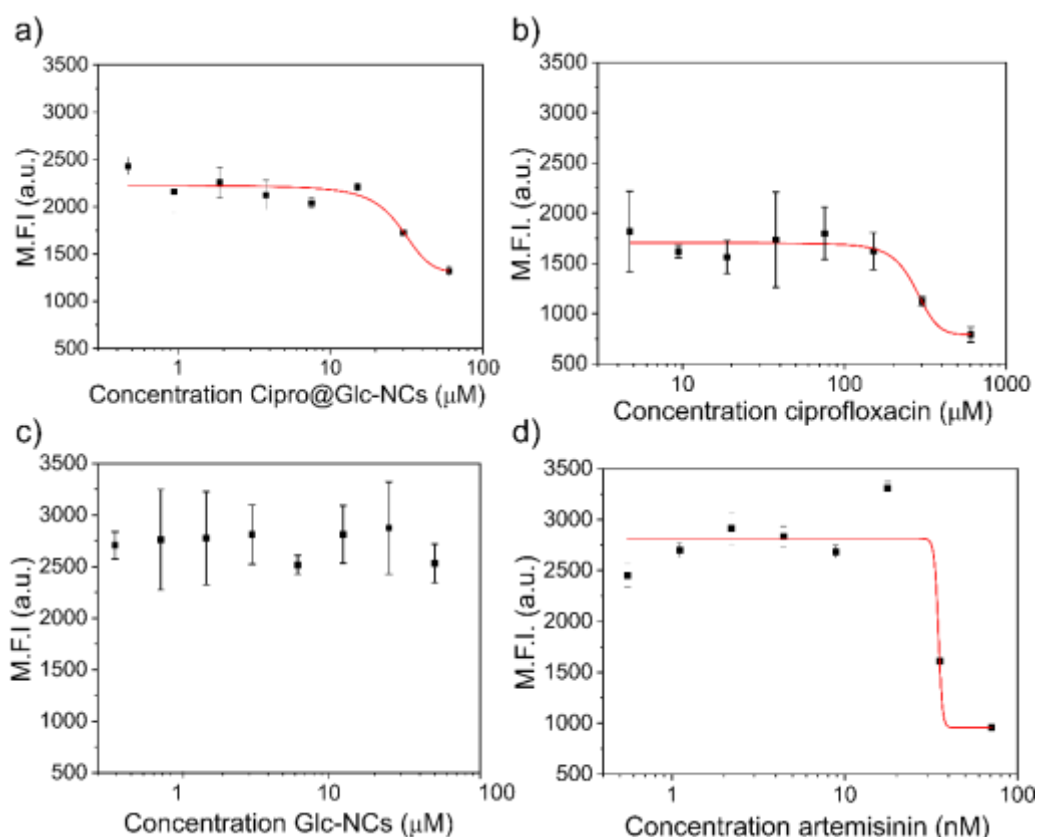 a)
3500
3000
2500
2000
1500
1000
500
M.F.I (a.u.)
1 10 100
Concentration Cipro@Glc-NCs (μM)
b)
3500
3000
2500
2000
1500
1000
500
M.F.I. (a.u.)
10 100 1000
Concentration ciprofloxacin (μM)
c)
3500
3000
2500
2000
1500
1000
500
M.F.I (a.u.)
1 10 100
Concentration Glc-NCs (μM)
d)
3500
3000
2500
2000
1500
1000
500
M.F.I. (a.u.)
1 10 100
Concentration artemisinin (nM)